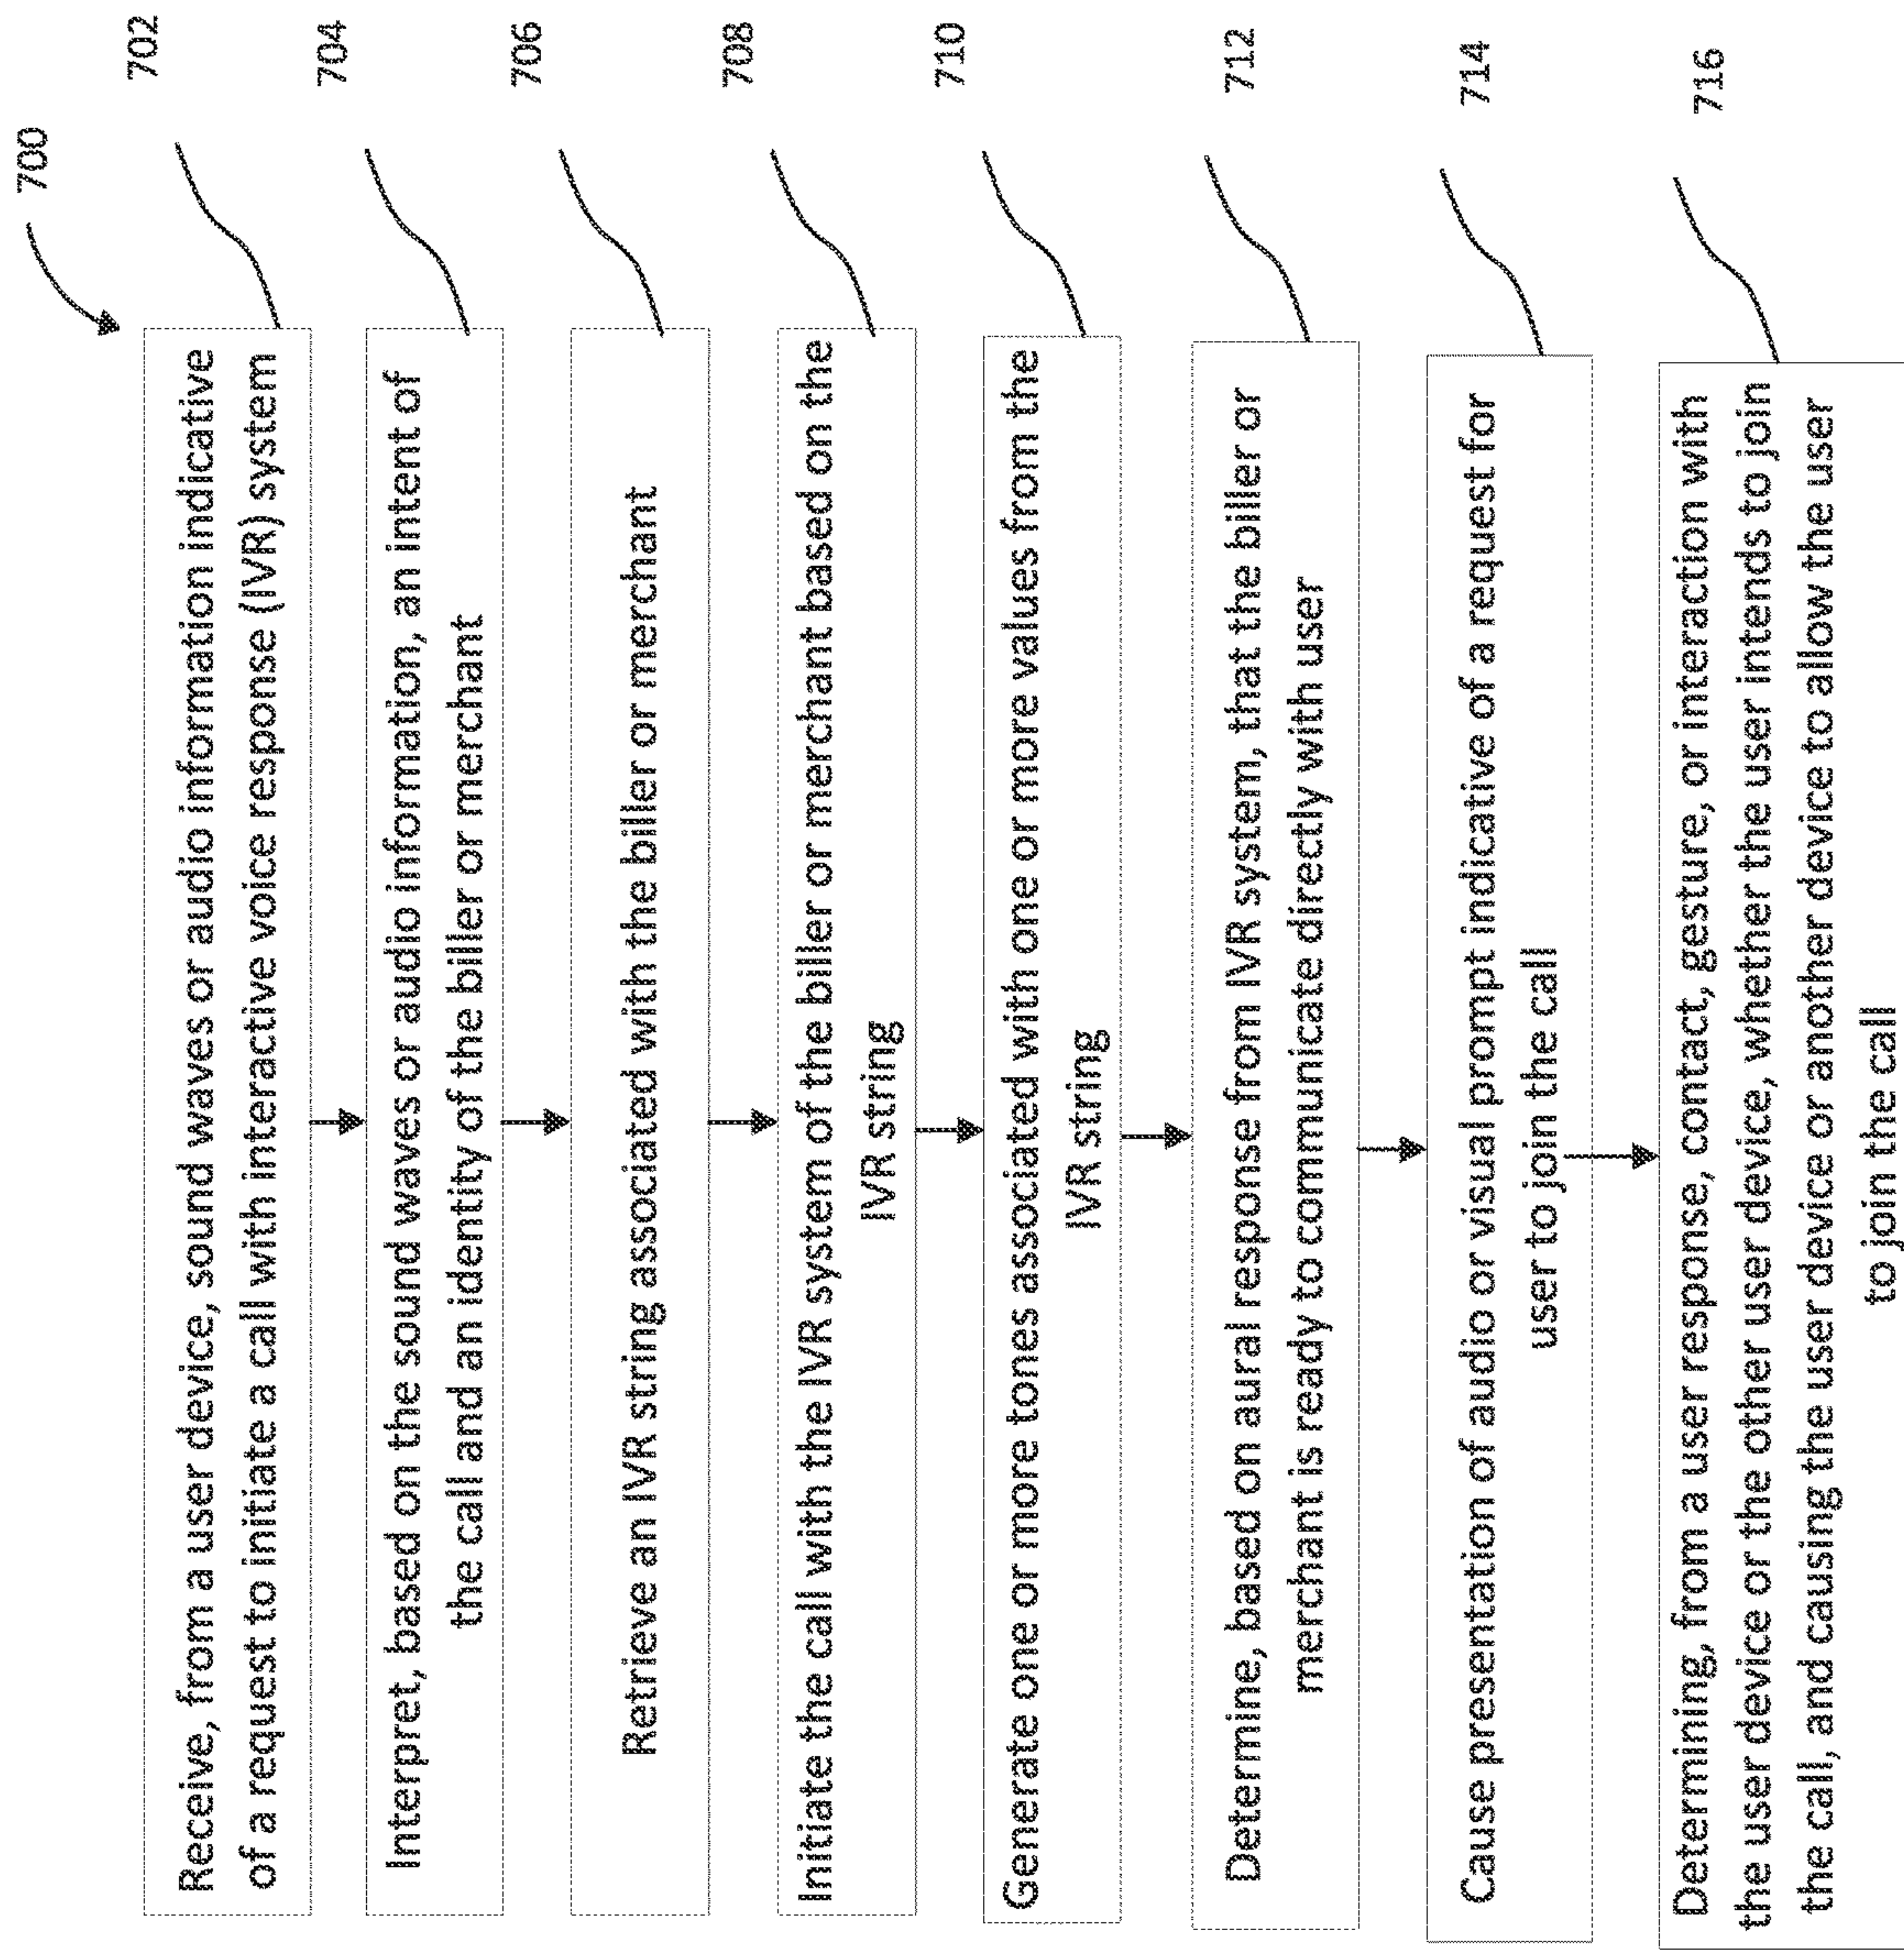 700
702
Receive, from a user device, sound waves or audio information indicative
of a request to initiate a call with interactive voice response (IVR) system
704
Interpret, based on the sound waves or audio information, an intent of
the call and an identity of the biller or merchant
706
Retrieve an IVR string associated with the biller or merchant
708
Initiate the call with the IVR system of the biller or merchant based on the
IVR string
710
Generate one or more tones associated with one or more values from the
IVR string
712
Determine, based on aural response from IVR system, that the biller or
merchant is ready to communicate directly with user
714
Cause presentation of audio or visual prompt indicative of a request for
user to join the call
716
Determining, from a user response, contact, gesture, or interaction with
the user device or the other user device, whether the user intends to join
the call, and causing the user device or another device to allow the user
to join the call